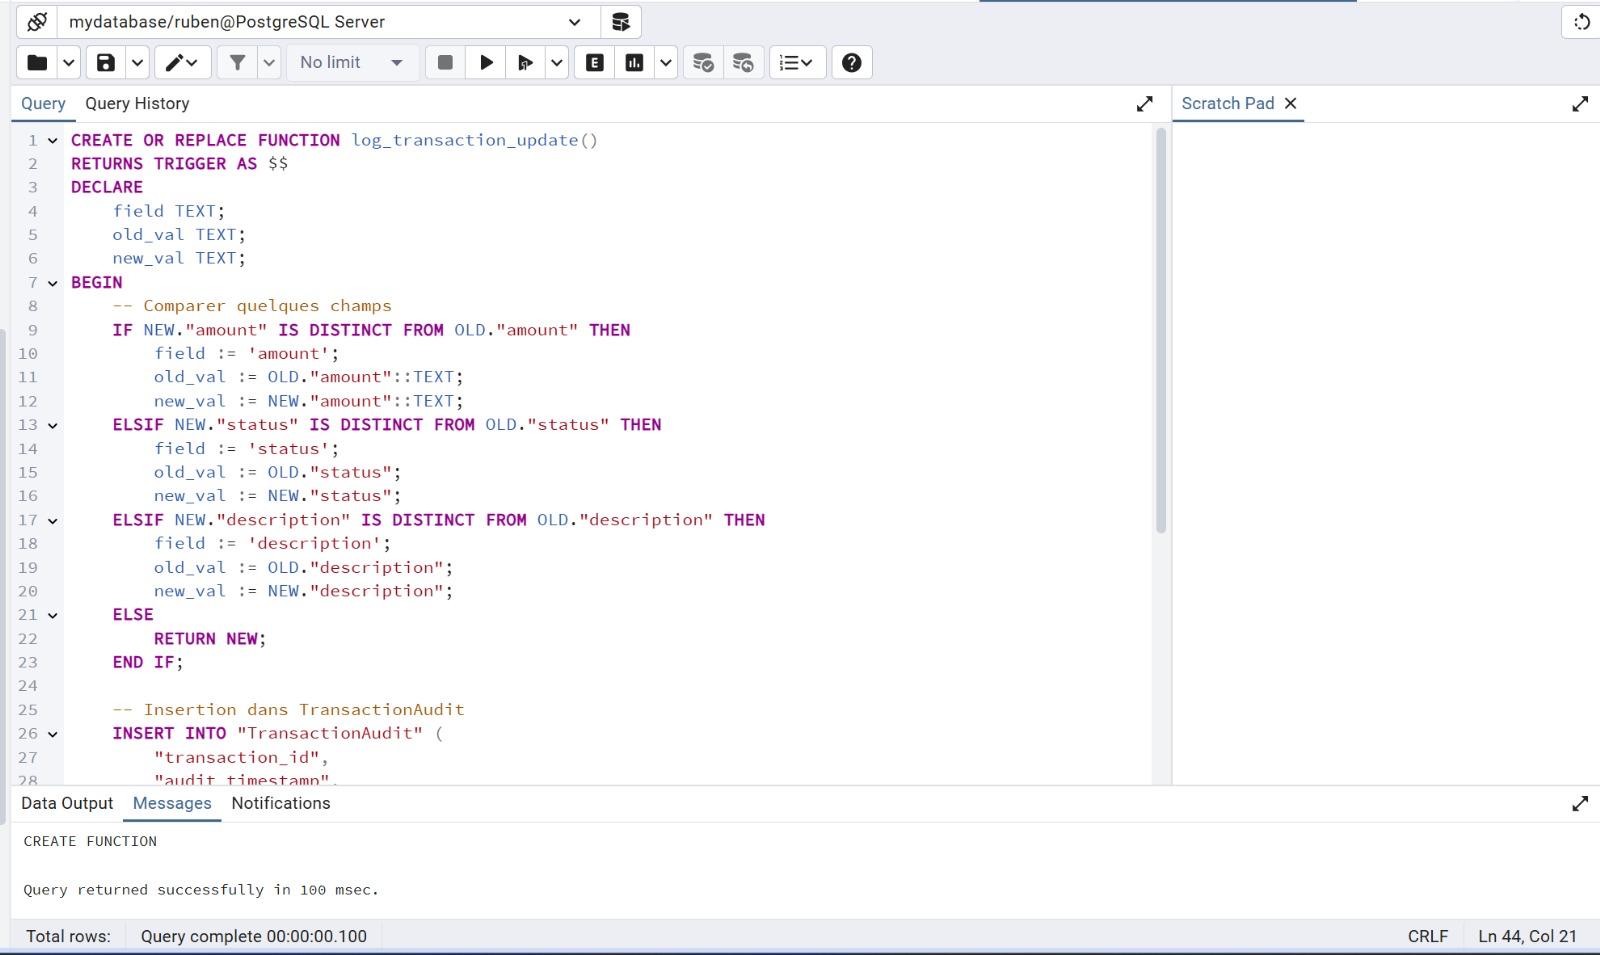 mydatabase/ruben@PostgreSQL Server
No limit
E
Query Query History
Scratch Pad
1 CREATE OR REPLACE FUNCTION log_transaction_update()
2 RETURNS TRIGGER AS $$
3 DECLARE
4 field TEXT;
5 old_val TEXT;
6 new_val TEXT;
7 BEGIN
8 -- Comparer quelques champs
9 IF NEW."amount" IS DISTINCT FROM OLD."amount" THEN
10 field := 'amount';
11 old_val := OLD."amount"::TEXT;
12 new_val := NEW."amount"::TEXT;
13 ELSIF NEW."status" IS DISTINCT FROM OLD."status" THEN
14 field := 'status';
15 old_val := OLD."status";
16 new_val := NEW."status";
17 ELSIF NEW."description" IS DISTINCT FROM OLD."description" THEN
18 field := 'description';
19 old_val := OLD."description";
20 new_val := NEW."description";
21 ELSE
22 RETURN NEW;
23 END IF;
24
25 -- Insertion dans TransactionAudit
26 INSERT INTO "TransactionAudit" (
27 "transaction_id",
28 "audit_timestamp",
Data Output Messages Notifications
CREATE FUNCTION
Query returned successfully in 100 msec.
Total rows: Query complete 00:00:00.100 CRLF Ln 44, Col 21